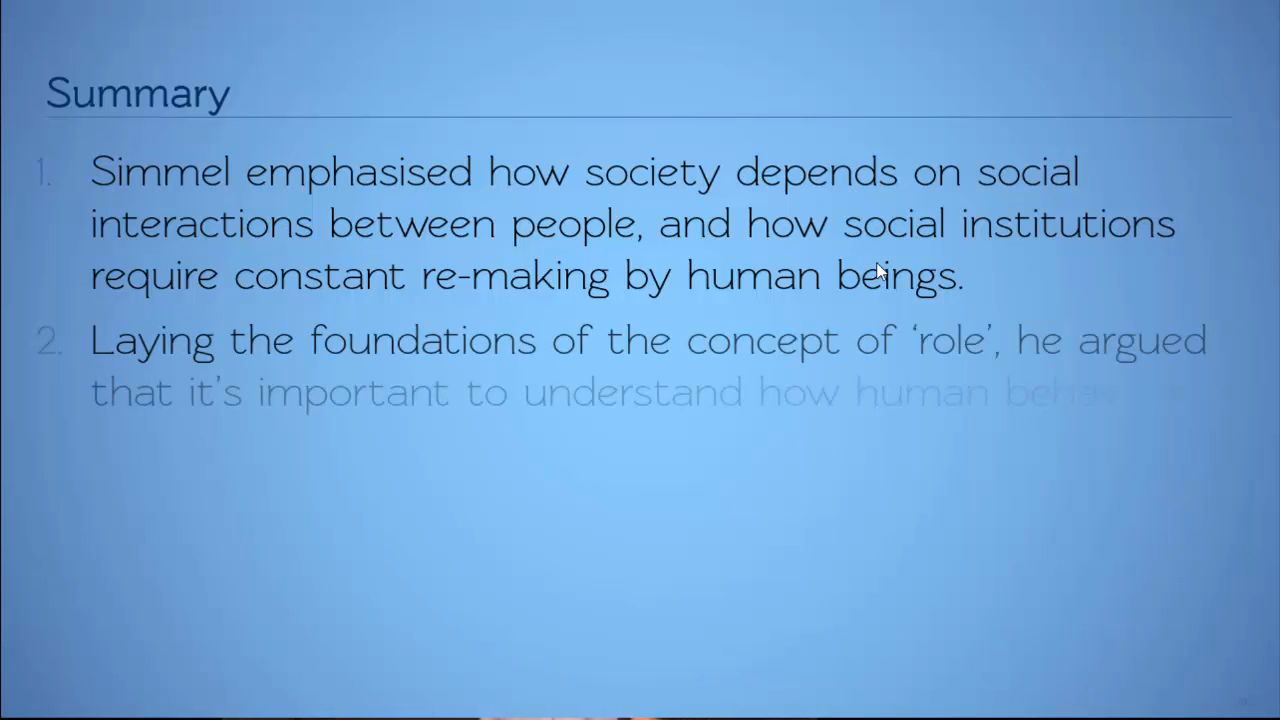 Summary
1. Simmel emphasised how society depends on social
interactions between people, and how social institutions
require constant re-making by human beings.
2. Laying the foundations of the concept of ‘role’, he argued
that it’s important to understand how human